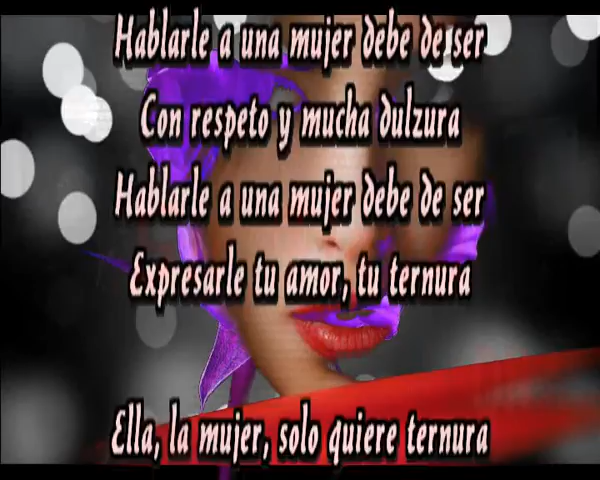 Hablarle a una mujer debe de ser
Con respeto y mucha dulzura
Hablarle a una mujer debe de ser
Expresarle tu amor, tu ternura
Ella, la mujer, solo quiere ternura